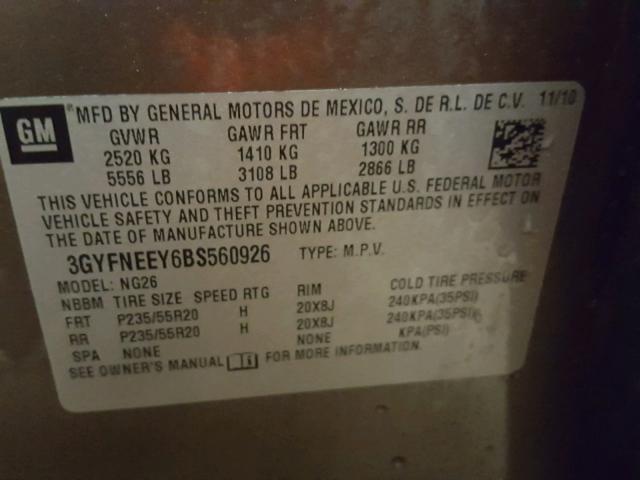 GM ® MFD BY GENERAL MOTORS DE MEXICO, S. DE R.L. DE C.V. 11/10
GVWR GAWR FRT GAWR RR
2520 KG 1410 KG 1300 KG
5556 LB 3108 LB 2866 LB
THIS VEHICLE CONFORMS TO ALL APPLICABLE U.S. FEDERAL MOTOR
VEHICLE SAFETY AND THEFT PREVENTION STANDARDS IN EFFECT ON
THE DATE OF MANUFACTURE SHOWN ABOVE.
3GYFNEEY6BS560926 TYPE: M.P.V.
MODEL: NG26
NBBM TIRE SIZE SPEED RTG RIM COLD TIRE PRESSURE
FRT P235/55R20 H 20X8J 240KPA(35PSI)
RR P235/55R20 H 20X8J 240KPA(35PSI)
SPA NONE NONE KPA(PSI)
SEE OWNER'S MANUAL FOR MORE INFORMATION.